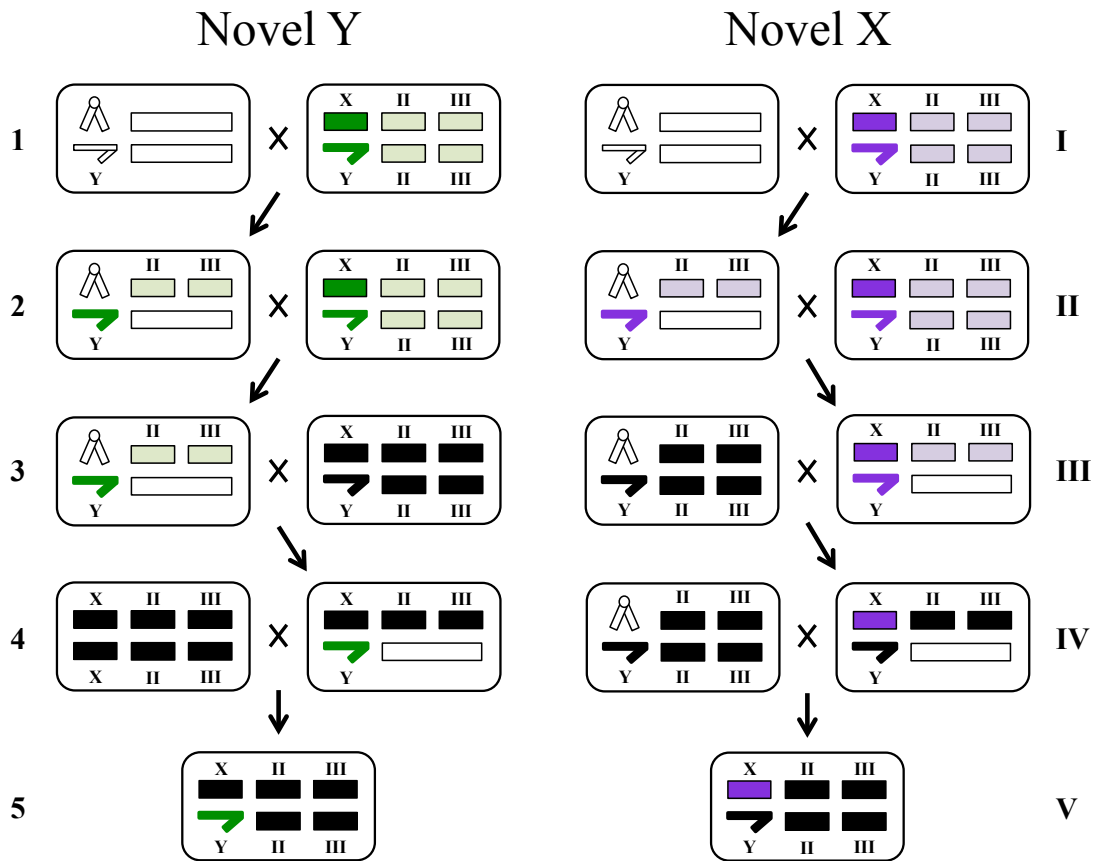 Novel Y Novel X
X II III X II III
1 × × I
Y Y II III Y Y II III
II III X II III II III X II III
2 × × II
Y Y II III Y Y II III
II III X II III II III X II III
3 × × III
Y Y II III Y II III Y
X II III X II III II III X II III
4 × × IV
X II III Y Y II III Y
X II III X II III
5 V
Y II III Y II III